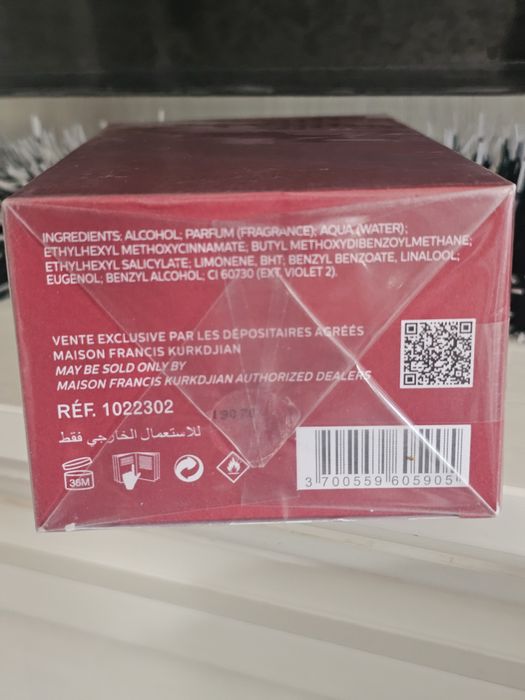 INGREDIENTS: ALCOHOL; PARFUM (FRAGRANCE); AQUA (WATER);
ETHYLHEXYL METHOXYCINNAMATE; BUTYL METHOXYDIBENZOYLMETHANE;
ETHYLHEXYL SALICYLATE; LIMONENE, BHT; BENZYL BENZOATE, LINALOOL;
EUGENOL; BENZYL ALCOHOL; CI 60730 (EXT. VIOLET 2).
VENTE EXCLUSIVE PAR LES DÉPOSITAIRES AGRÉÉS
MAISON FRANCIS KURKDJIAN
MAY BE SOLD ONLY BY
MAISON FRANCIS KURKDJIAN AUTHORIZED DEALERS
RÉF. 1022302
للاستعمال الخارجي فقط
36M
3 700559 605905